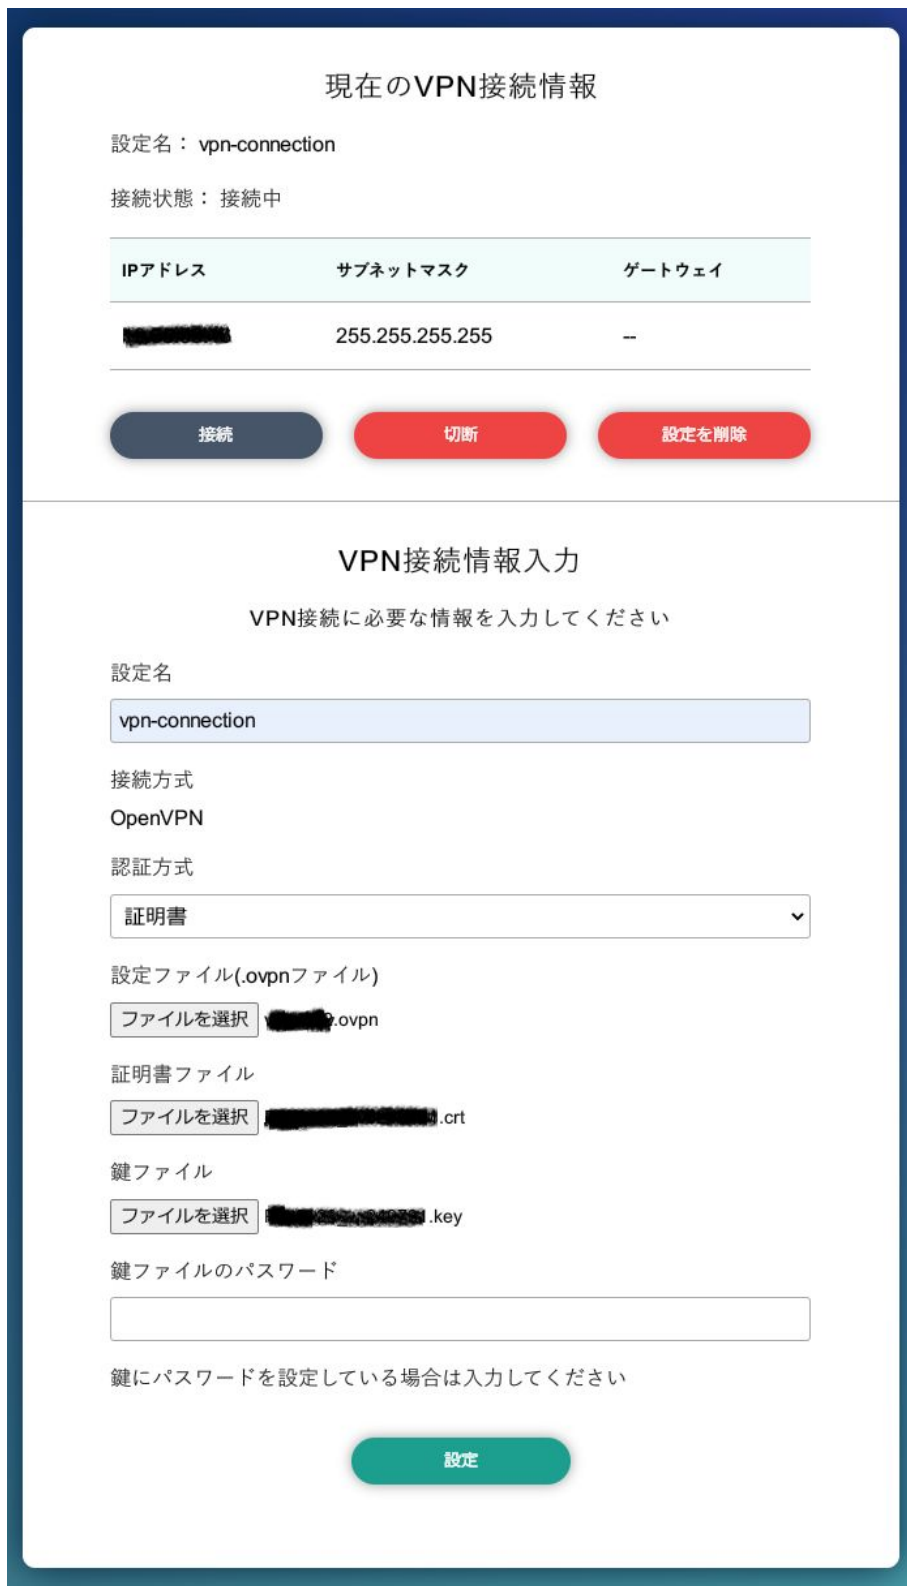 現在のVPN接続情報
設定名： vpn-connection
接続状態： 接続中
IPアドレス サブネットマスク ゲートウェイ
255.255.255.255 --
接続 切断 設定を削除
VPN接続情報入力
VPN接続に必要な情報を入力してください
設定名
vpn-connection
接続方式
OpenVPN
認証方式
証明書
設定ファイル(.ovpnファイル)
ファイルを選択 .ovpn
証明書ファイル
ファイルを選択 .crt
鍵ファイル
ファイルを選択 .key
鍵ファイルのパスワード
鍵にパスワードを設定している場合は入力してください
設定